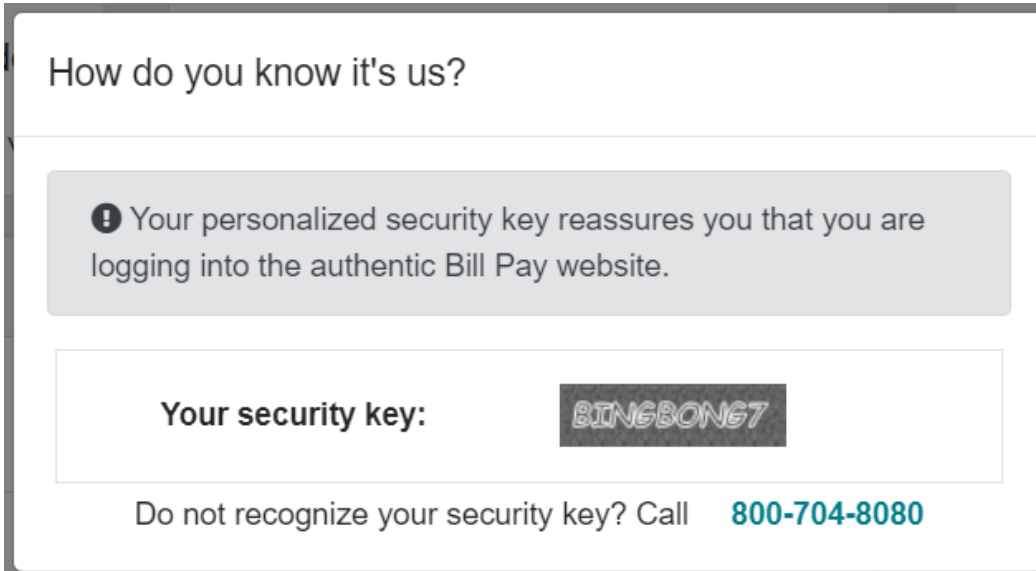 How do you know it's us?
Your personalized security key reassures you that you are
logging into the authentic Bill Pay website.
Your security key: BINGBONG7
Do not recognize your security key? Call 800-704-8080